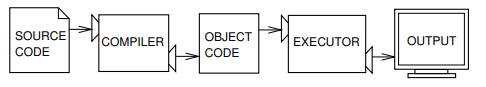 SOURCE
CODE
COMPILER
OBJECT
CODE
EXECUTOR
OUTPUT